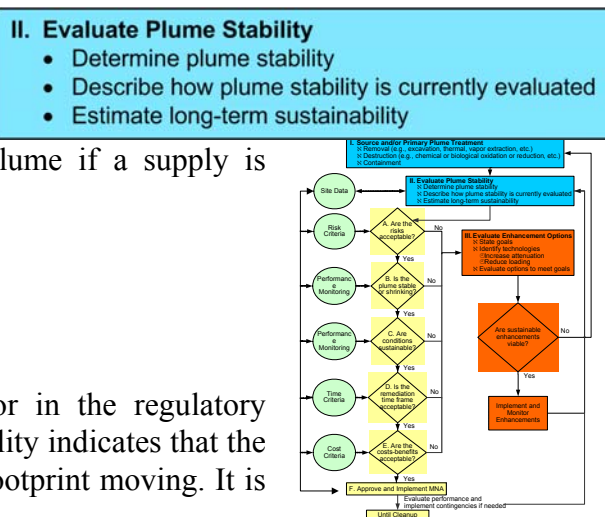 II. Evaluate Plume Stability
• Determine plume stability
• Describe how plume stability is currently evaluated
• Estimate long-term sustainability
lume if a supply is
or in the regulatory
lity indicates that the
ootprint moving. It is
I. Source and/or Primary Plume Treatment
Removal (e.g., excavation, thermal, vapor extraction, etc.)
Destruction (e.g., chemical or biological oxidation or reduction, etc.)
Containment
II. Evaluate Plume Stability
Determine plume stability
Describe how plume stability is currently evaluated
Estimate long-term sustainability
Site Data
Risk
Criteria
A. Are the
risks
acceptable?
No
Yes
III.Evaluate Enhancement Options
State goals
Identify technologies
Increase attenuation
Reduce loading
Evaluate options to meet goals
Performanc
e
Monitoring
B. Is the
plume stable
or shrinking?
No
Yes
Performanc
e
Monitoring
C. Are
conditions
sustainable?
No
Yes
Are sustainable
enhancements
viable?
No
Yes
Time
Criteria
D. Is the
remediation
time frame
acceptable?
No
Yes
Implement and
Monitor
Enhancements
Cost
Criteria
E. Are the
costs-benefits
acceptable?
No
Yes
F. Approve and Implement MNA
Evaluate performance and
implement contingencies if needed
Until Cleanup